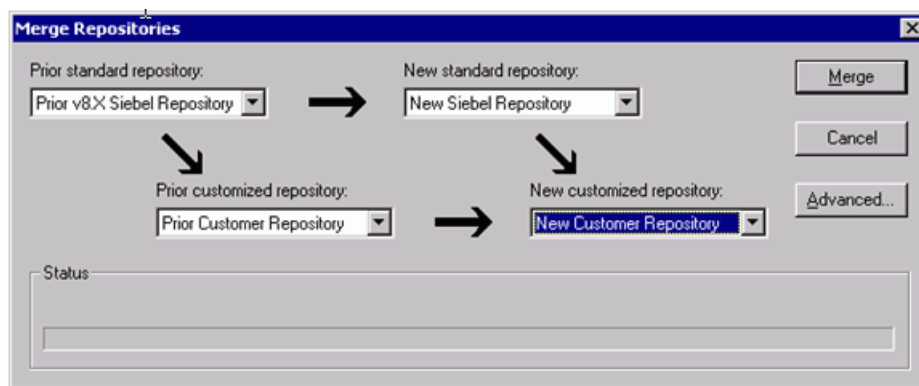 Merge Repositories
Prior standard repository:
New standard repository:
Merge
Prior v8.X Siebel Repository
New Siebel Repository
Cancel
Prior customized repository:
New customized repository:
Advanced...
Prior Customer Repository
New Customer Repository
Status